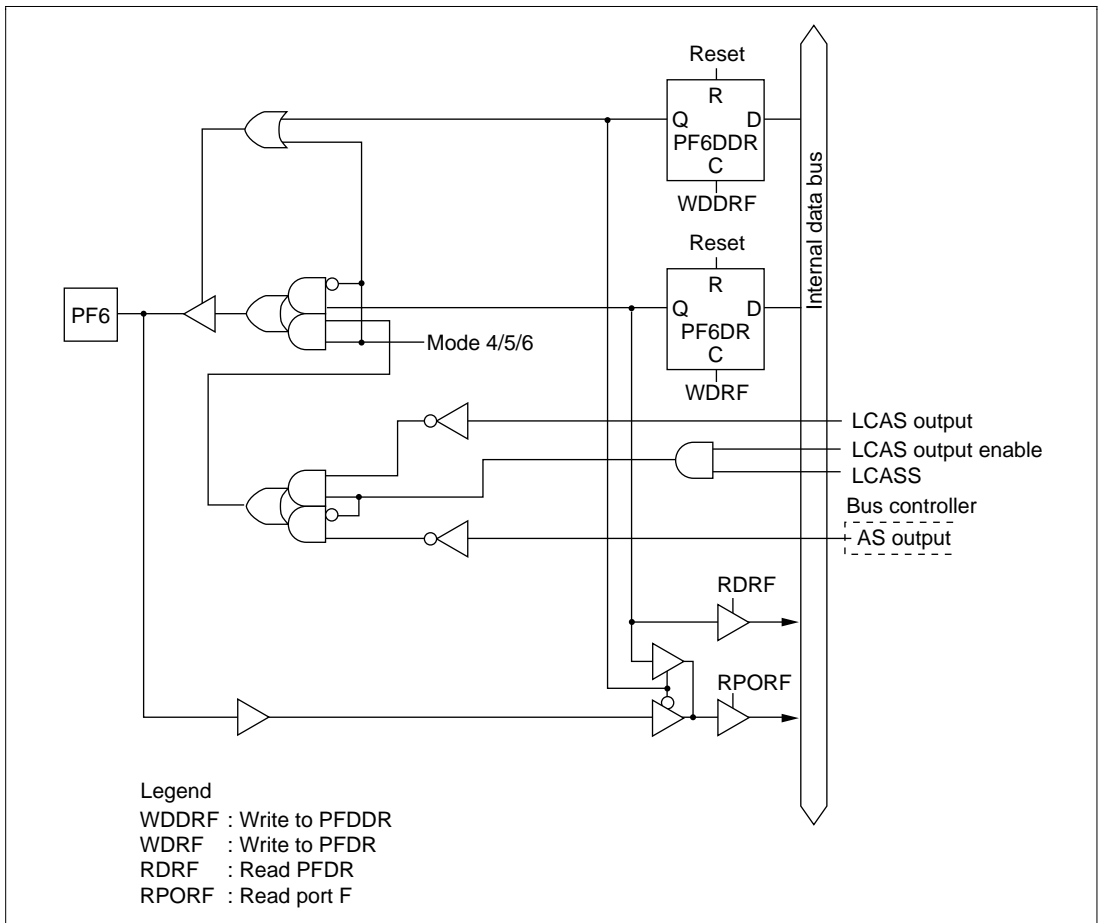 Reset
R
Q D
PF6DDR
C
WDDRF
Reset
R
Q D
PF6DR
C
WDRF
Internal data bus
PF6
Mode 4/5/6
LCAS output
LCAS output enable
LCASS
Bus controller
AS output
RDRF
RPORF
Legend
WDDRF : Write to PFDDR
WDRF : Write to PFDR
RDRF : Read PFDR
RPORF : Read port F